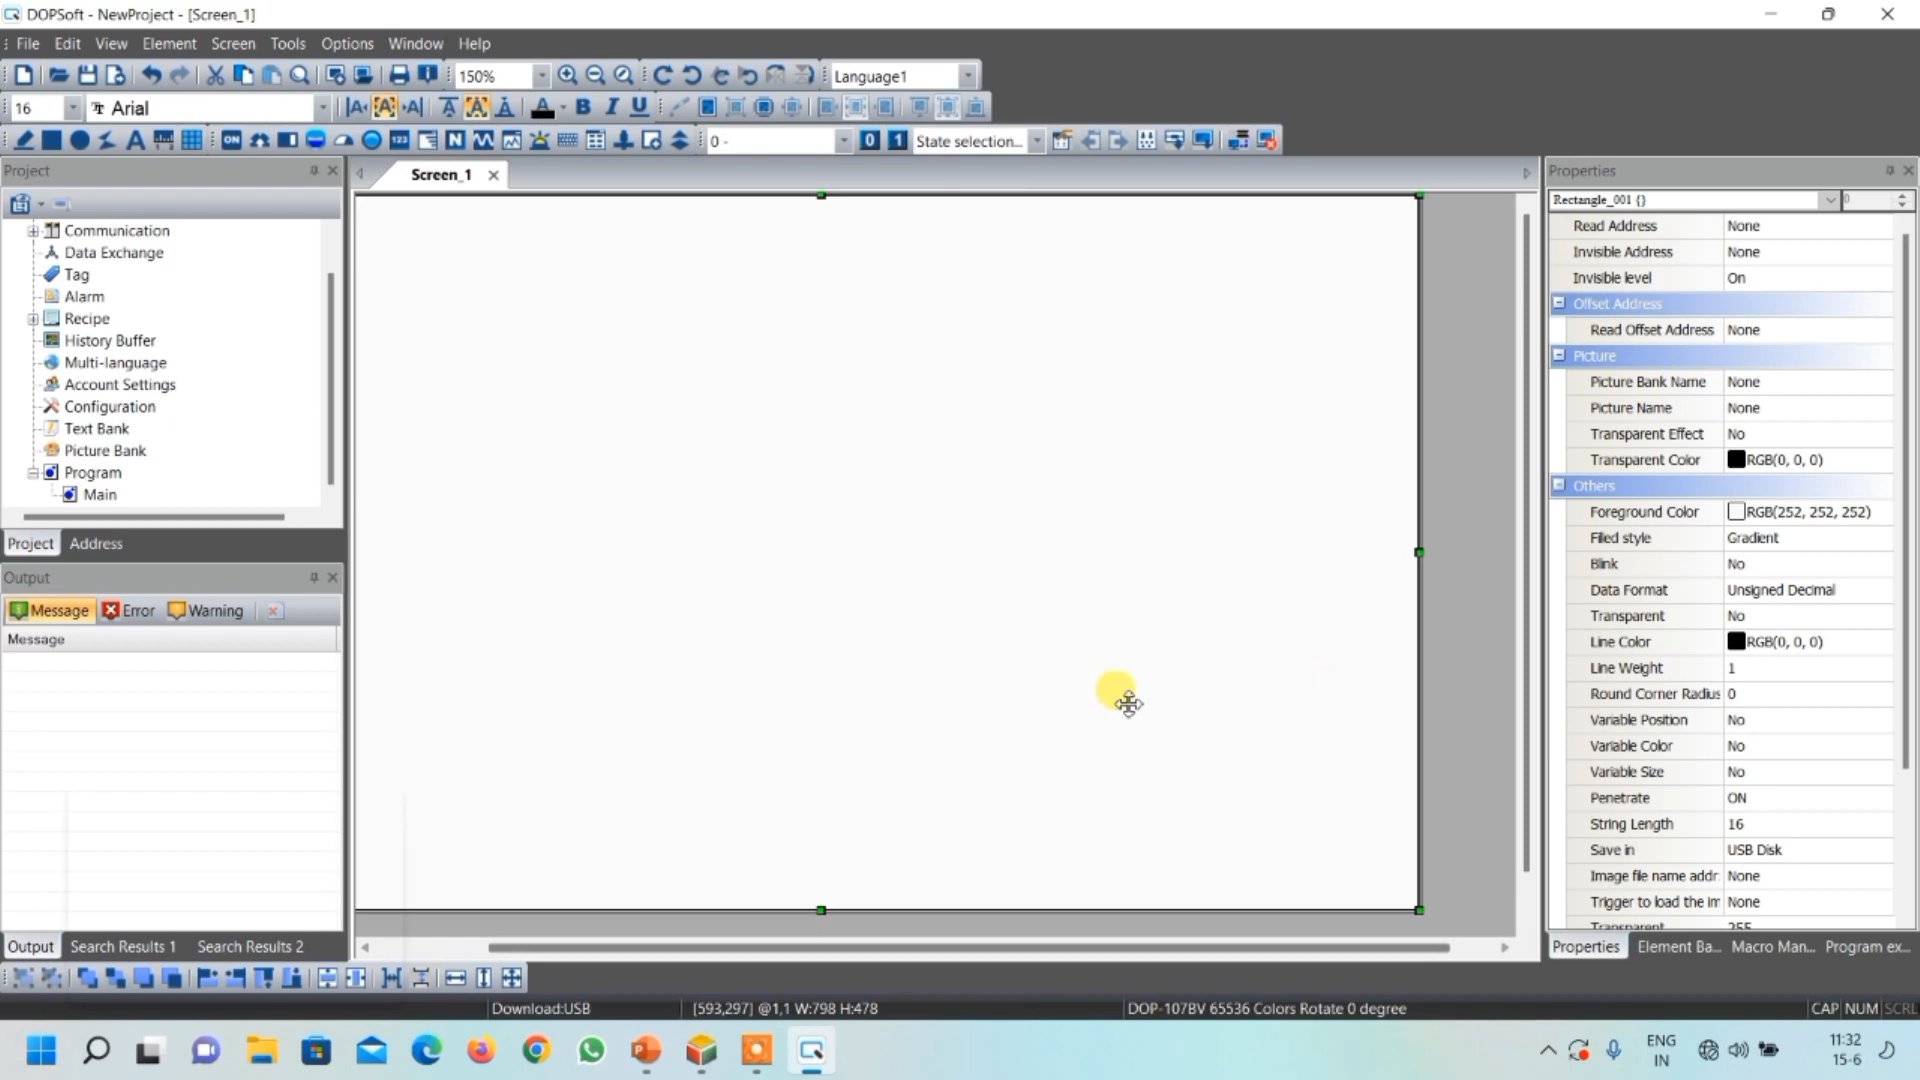 DOPSoft - NewProject - [Screen_1]
File Edit View Element Screen Tools Options Window Help
150% Language1
16 Arial
0 - State selection...
Project
Communication
Data Exchange
Tag
Alarm
Recipe
History Buffer
Multi-language
Account Settings
Configuration
Text Bank
Picture Bank
Program
Main
Project Address
Output
Message Error Warning
Message
Output Search Results 1 Search Results 2
Screen_1
Properties
Rectangle_001 {} 0
Read Address None
Invisible Address None
Invisible level On
Offset Address
Read Offset Address None
Picture
Picture Bank Name None
Picture Name None
Transparent Effect No
Transparent Color RGB(0, 0, 0)
Others
Foreground Color RGB(252, 252, 252)
Filled style Gradient
Blink No
Data Format Unsigned Decimal
Transparent No
Line Color RGB(0, 0, 0)
Line Weight 1
Round Corner Radius 0
Variable Position No
Variable Color No
Variable Size No
Penetrate ON
String Length 16
Save in USB Disk
Image file name addr: None
Trigger to load the im None
Transparent 255
Properties Element Ba... Macro Man... Program ex...
Download:USB [593,297] @1,1 W:798 H:478 DOP-107BV 65536 Colors Rotate 0 degree CAP NUM SCRL
ENG
IN
11:32
15-6